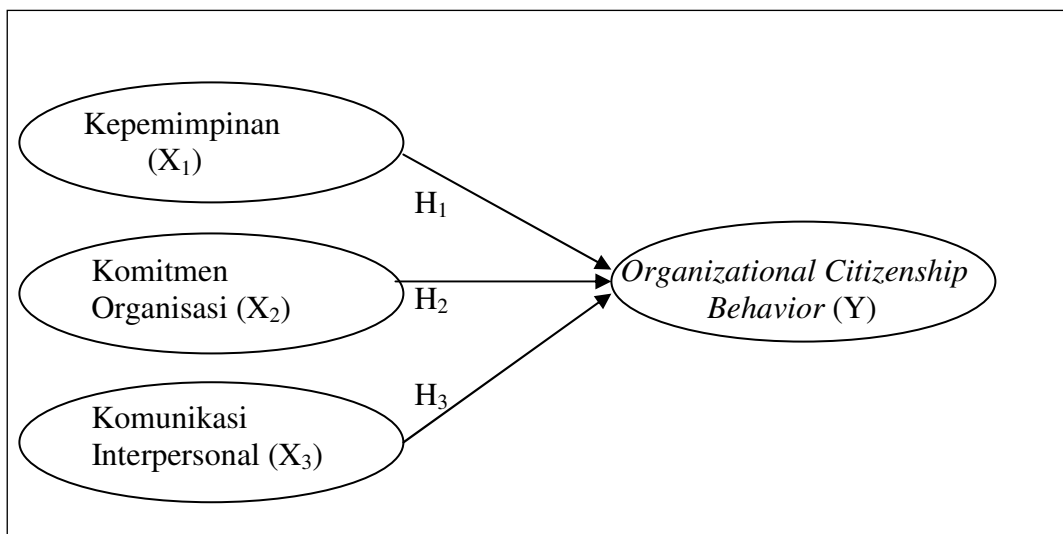 Kepemimpinan
(X₁)
H₁
Komitmen
Organisasi (X₂)
H₂
Organizational Citizenship
Behavior (Y)
Komunikasi
Interpersonal (X₃)
H₃